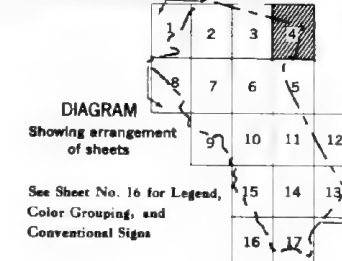 1 2 3 4
8 7 6 5
DIAGRAM
Showing arrangement
of sheets
9 10 11 12
See Sheet No. 16 for Legend,
Color Grouping, and
Conventional Signs
15 14 13
16 17